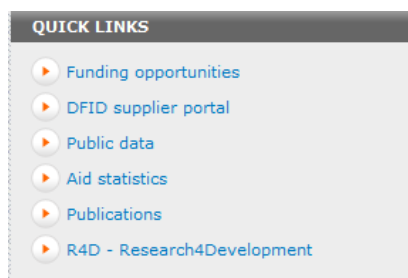 QUICK LINKS
Funding opportunities
DFID supplier portal
Public data
Aid statistics
Publications
R4D - Research4Development